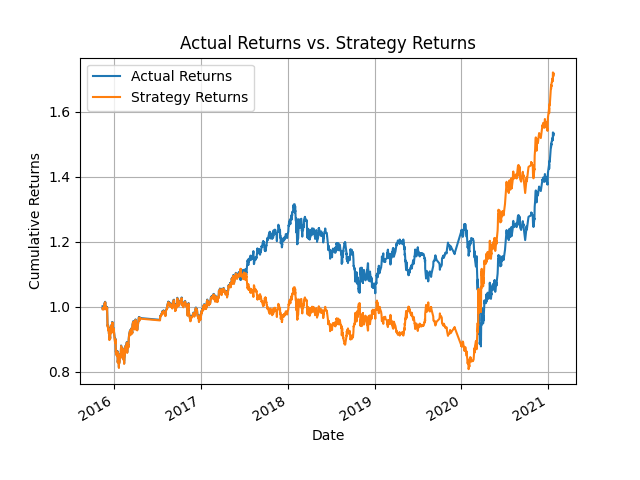 Actual Returns vs. Strategy Returns
Actual Returns
Strategy Returns
Cumulative Returns
1.6
1.4
1.2
1.0
0.8
2016
2017
2018
2019
2020
2021
Date